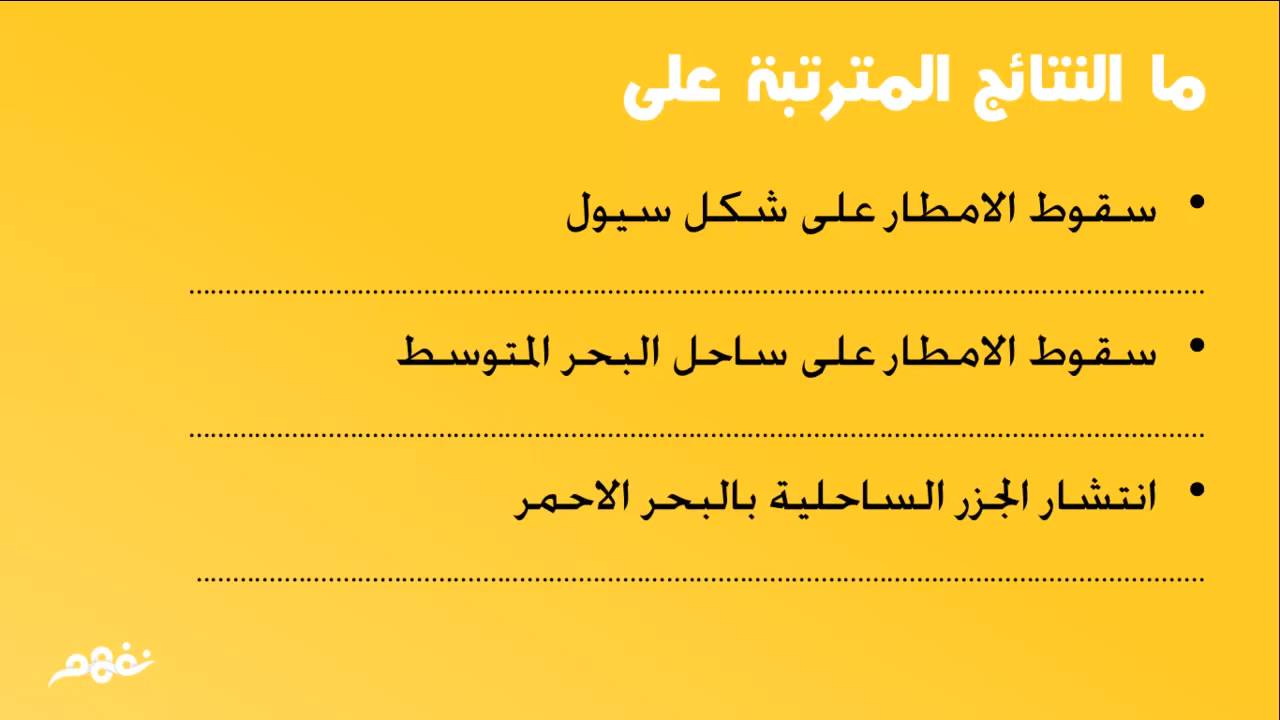 ما النتائج المترتبة على
• سقوط الامطار على شكل سيول
..........................................................................................
• سقوط الامطار على ساحل البحر المتوسط
..........................................................................................
• انتشار الجزر الساحلية بالبحر الاحمر
..........................................................................................
نفهم